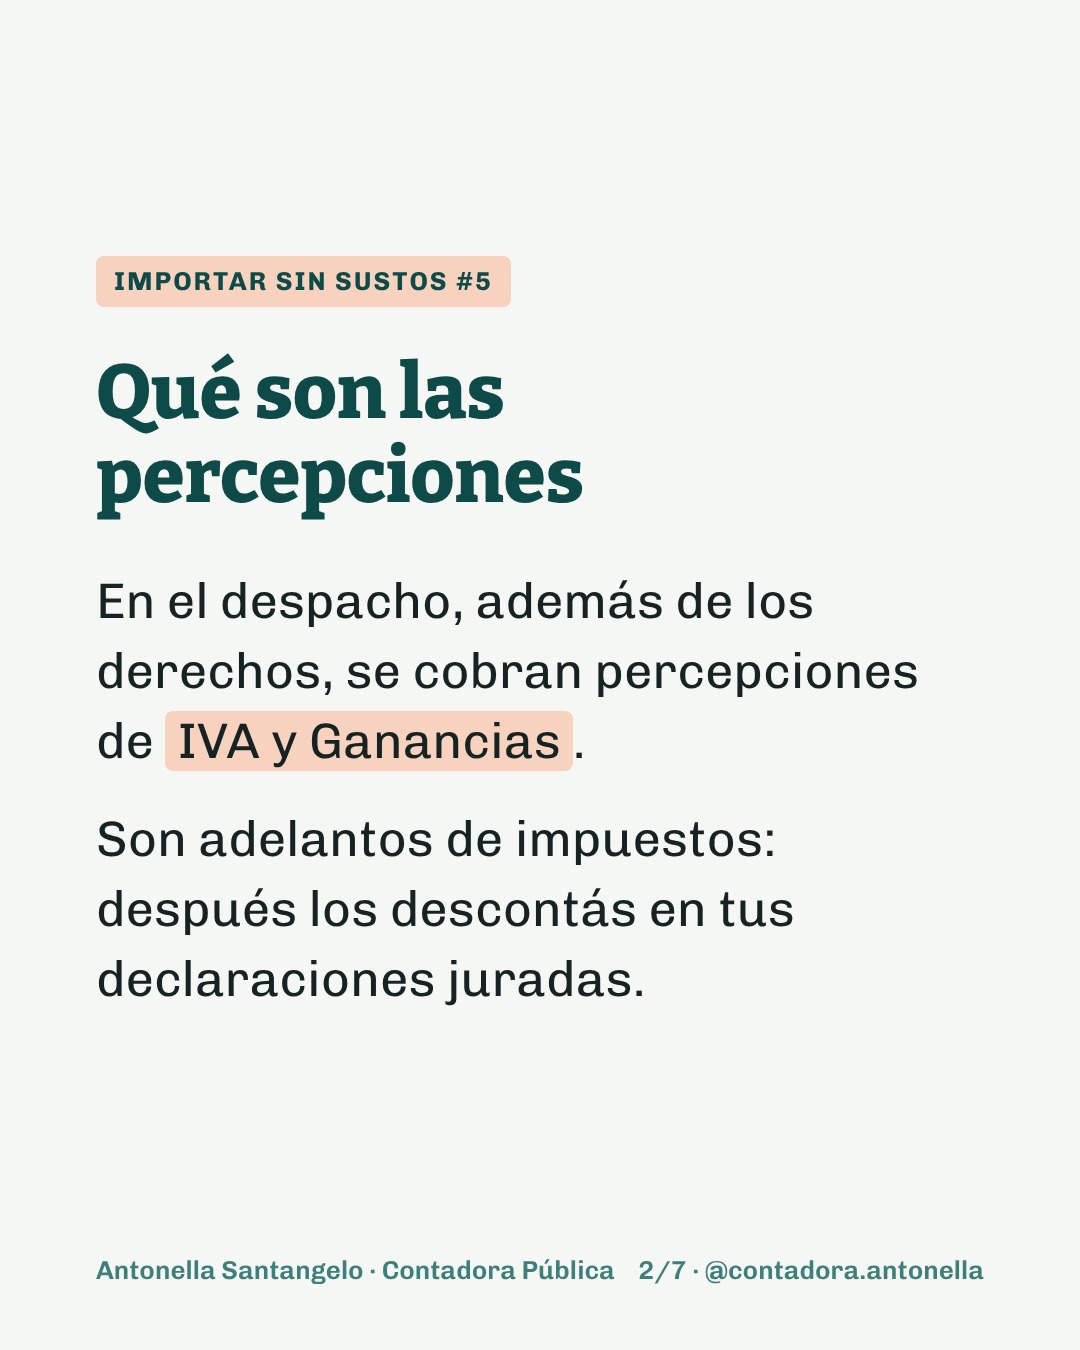 IMPORTAR SIN SUSTOS #5
Qué son las
percepciones
En el despacho, además de los
derechos, se cobran percepciones
de IVA y Ganancias.
Son adelantos de impuestos:
después los descontás en tus
declaraciones juradas.
Antonella Santangelo · Contadora Pública 2/7 · @contadora.antonella